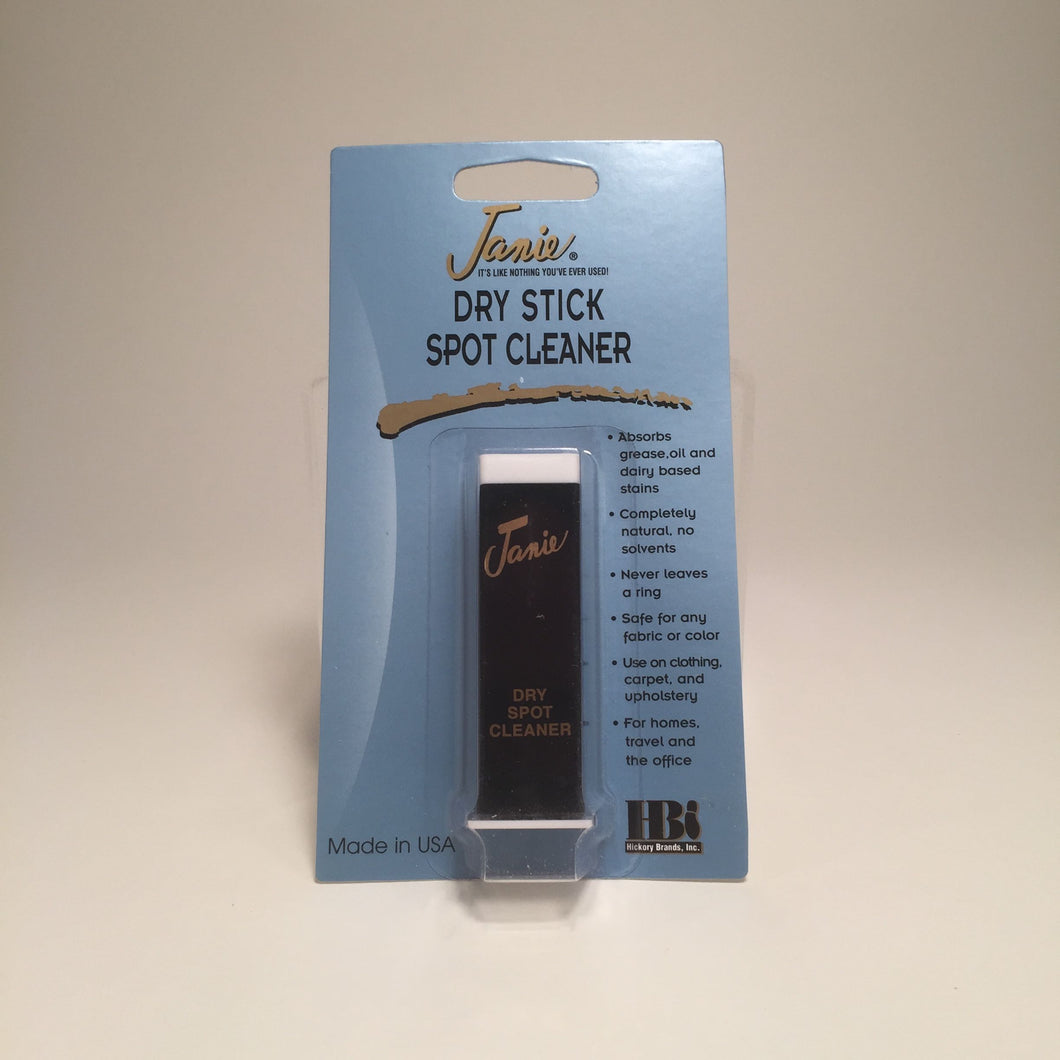 Janie®
IT'S LIKE NOTHING YOU'VE EVER USED!
DRY STICK
SPOT CLEANER
• Absorbs
grease,oil and
dairy based
stains
• Completely
natural, no
solvents
• Never leaves
a ring
• Safe for any
fabric or color
• Use on clothing,
carpet, and
upholstery
• For homes,
travel and
the office
Janie
DRY
SPOT
CLEANER
Made in USA
HBi
Hickory Brands, Inc.